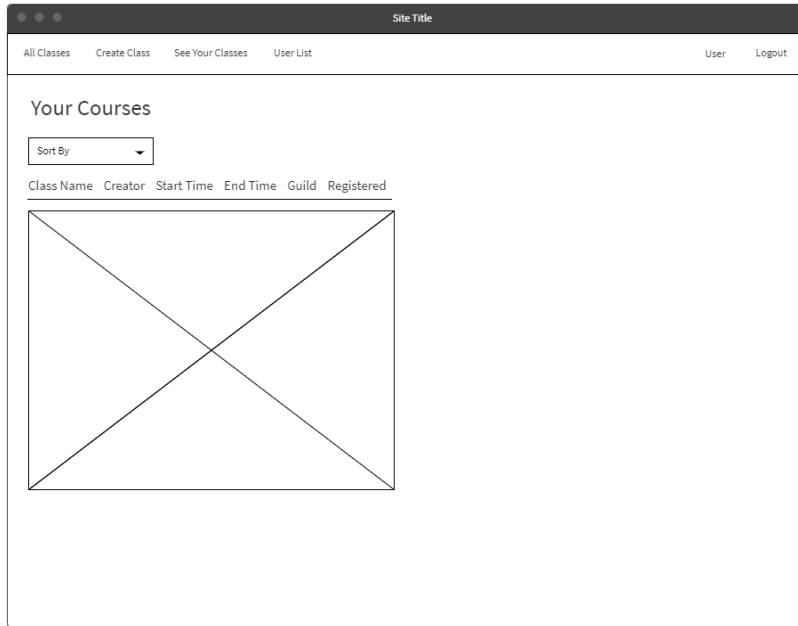 Site Title
All Classes Create Class See Your Classes User List User Logout
Your Courses
Sort By
Class Name Creator Start Time End Time Guild Registered